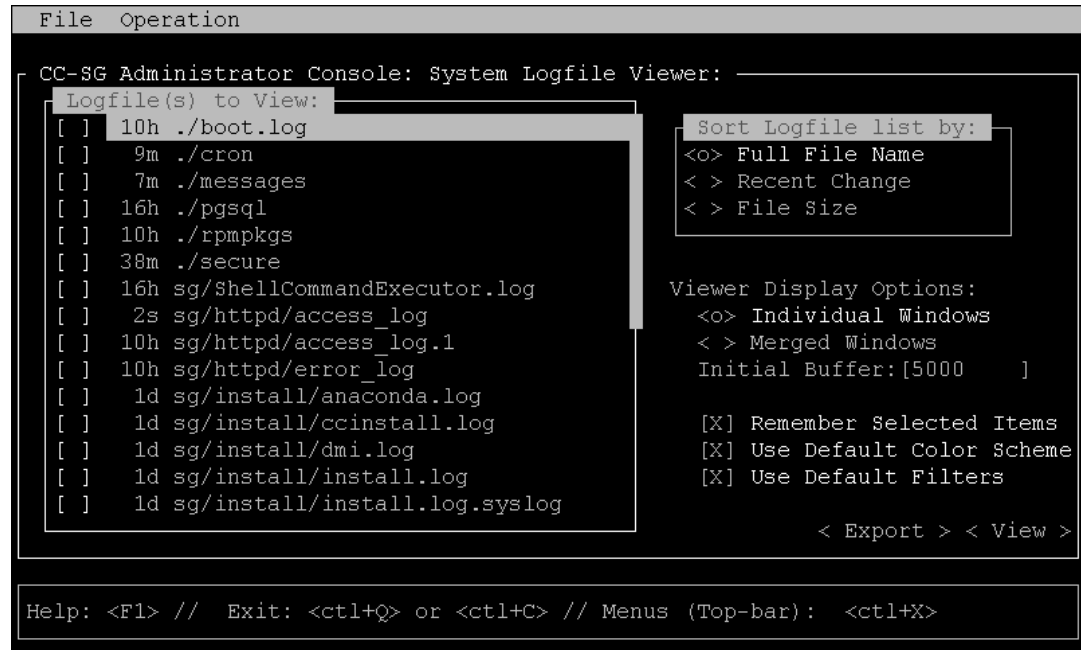 File Operation
CC-SG Administrator Console: System Logfile Viewer:
Logfile(s) to View:
[ ] 10h ./boot.log
[ ] 9m ./cron
[ ] 7m ./messages
[ ] 16h ./pgsql
[ ] 10h ./rpmpkgs
[ ] 38m ./secure
[ ] 16h sg/ShellCommandExecutor.log
[ ] 2s sg/httpd/access_log
[ ] 10h sg/httpd/access_log.1
[ ] 10h sg/httpd/error_log
[ ] 1d sg/install/anaconda.log
[ ] 1d sg/install/ccinstall.log
[ ] 1d sg/install/dmi.log
[ ] 1d sg/install/install.log
[ ] 1d sg/install/install.log.syslog
Sort Logfile list by:
<o> Full File Name
< > Recent Change
< > File Size
Viewer Display Options:
<o> Individual Windows
< > Merged Windows
Initial Buffer:[5000 ]
[X] Remember Selected Items
[X] Use Default Color Scheme
[X] Use Default Filters
< Export > < View >
Help: <F1> // Exit: <ctl+Q> or <ctl+C> // Menus (Top-bar): <ctl+X>